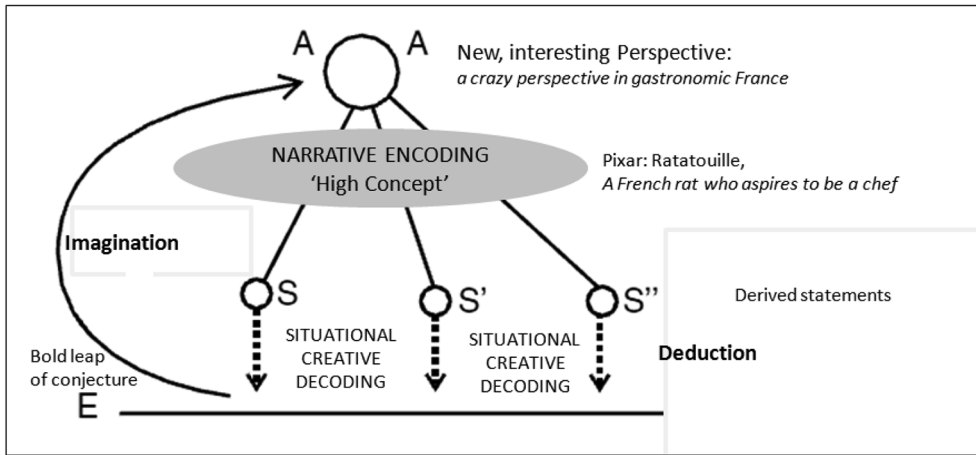 A A
New, interesting Perspective:
a crazy perspective in gastronomic France
NARRATIVE ENCODING
‘High Concept’
Pixar: Ratatouille,
A French rat who aspires to be a chef
Imagination
S
S’
S’’
Derived statements
SITUATIONAL
CREATIVE
DECODING
SITUATIONAL
CREATIVE
DECODING
Deduction
Bold leap
of conjecture
E